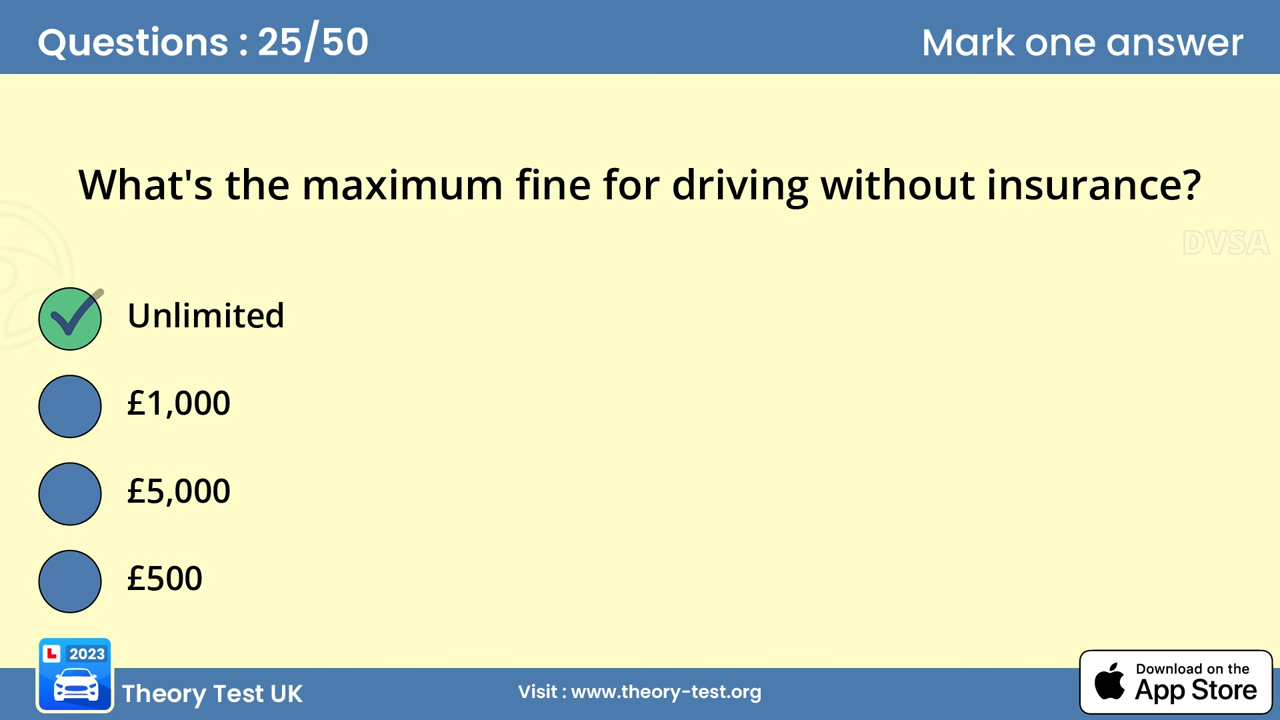 Questions : 25/50
Mark one answer
What's the maximum fine for driving without insurance?
DVSA
Unlimited
£1,000
£5,000
£500
L 2023
Theory Test UK
Visit : www.theory-test.org
Download on the
App Store